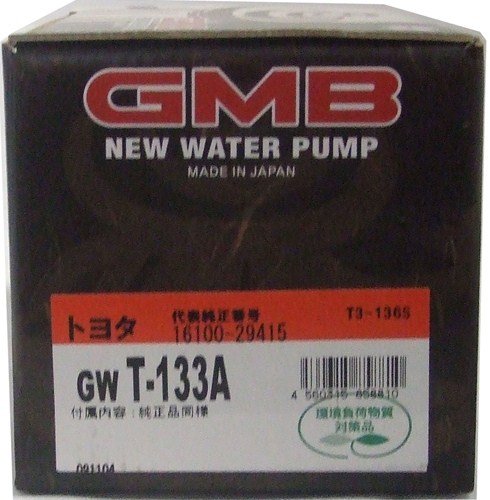 GMB
NEW WATER PUMP
MADE IN JAPAN
トヨタ
代表純正番号
16100-29415
T3-136S
GWT-133A
付属内容:純正品同様
環境負荷物質
対策品
091104